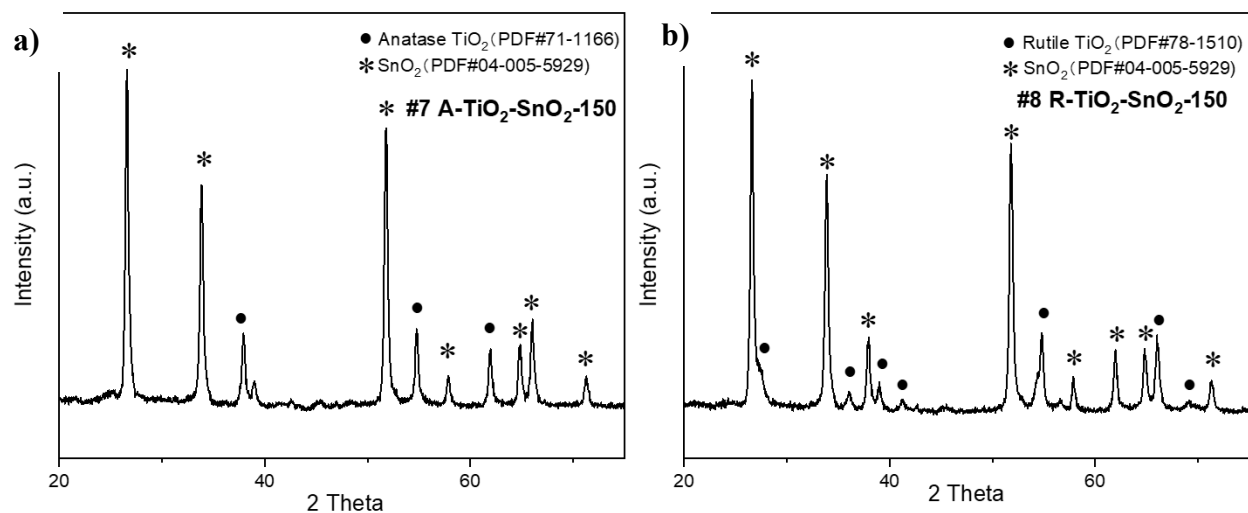 a)
● Anatase TiO₂(PDF#71-1166)
* SnO₂(PDF#04-005-5929)
#7 A-TiO₂-SnO₂-150
Intensity (a.u.)
20
40
60
2 Theta
b)
● Rutile TiO₂(PDF#78-1510)
* SnO₂(PDF#04-005-5929)
#8 R-TiO₂-SnO₂-150
Intensity (a.u.)
20
40
60
2 Theta